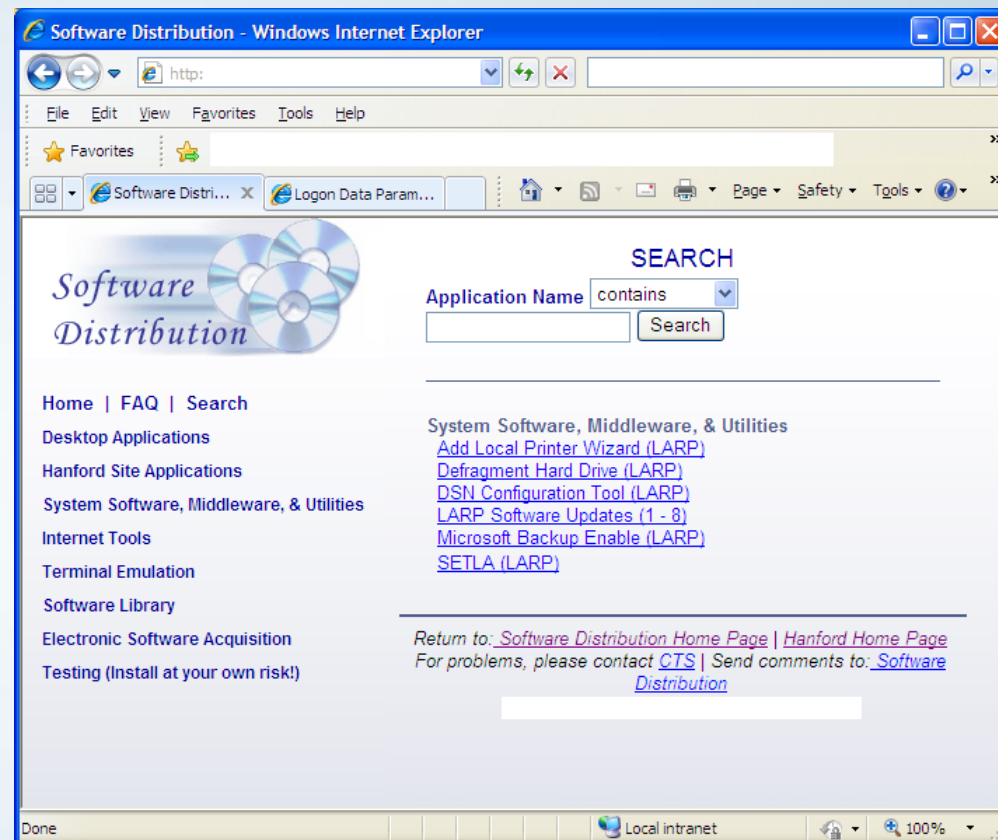 Software Distribution - Windows Internet Explorer
http:
File Edit View Favorites Tools Help
Favorites
Software Distri... X Logon Data Param... Page Safety Tools
Software
Distribution
SEARCH
Application Name contains
Search
Home | FAQ | Search
Desktop Applications
Hanford Site Applications
System Software, Middleware, & Utilities
Internet Tools
Terminal Emulation
Software Library
Electronic Software Acquisition
Testing (Install at your own risk!)
System Software, Middleware, & Utilities
Add Local Printer Wizard (LARP)
Defragment Hard Drive (LARP)
DSN Configuration Tool (LARP)
LARP Software Updates (1 - 8)
Microsoft Backup Enable (LARP)
SETLA (LARP)
Return to: Software Distribution Home Page | Hanford Home Page
For problems, please contact CTS | Send comments to: Software
Distribution
Done Local intranet 100%